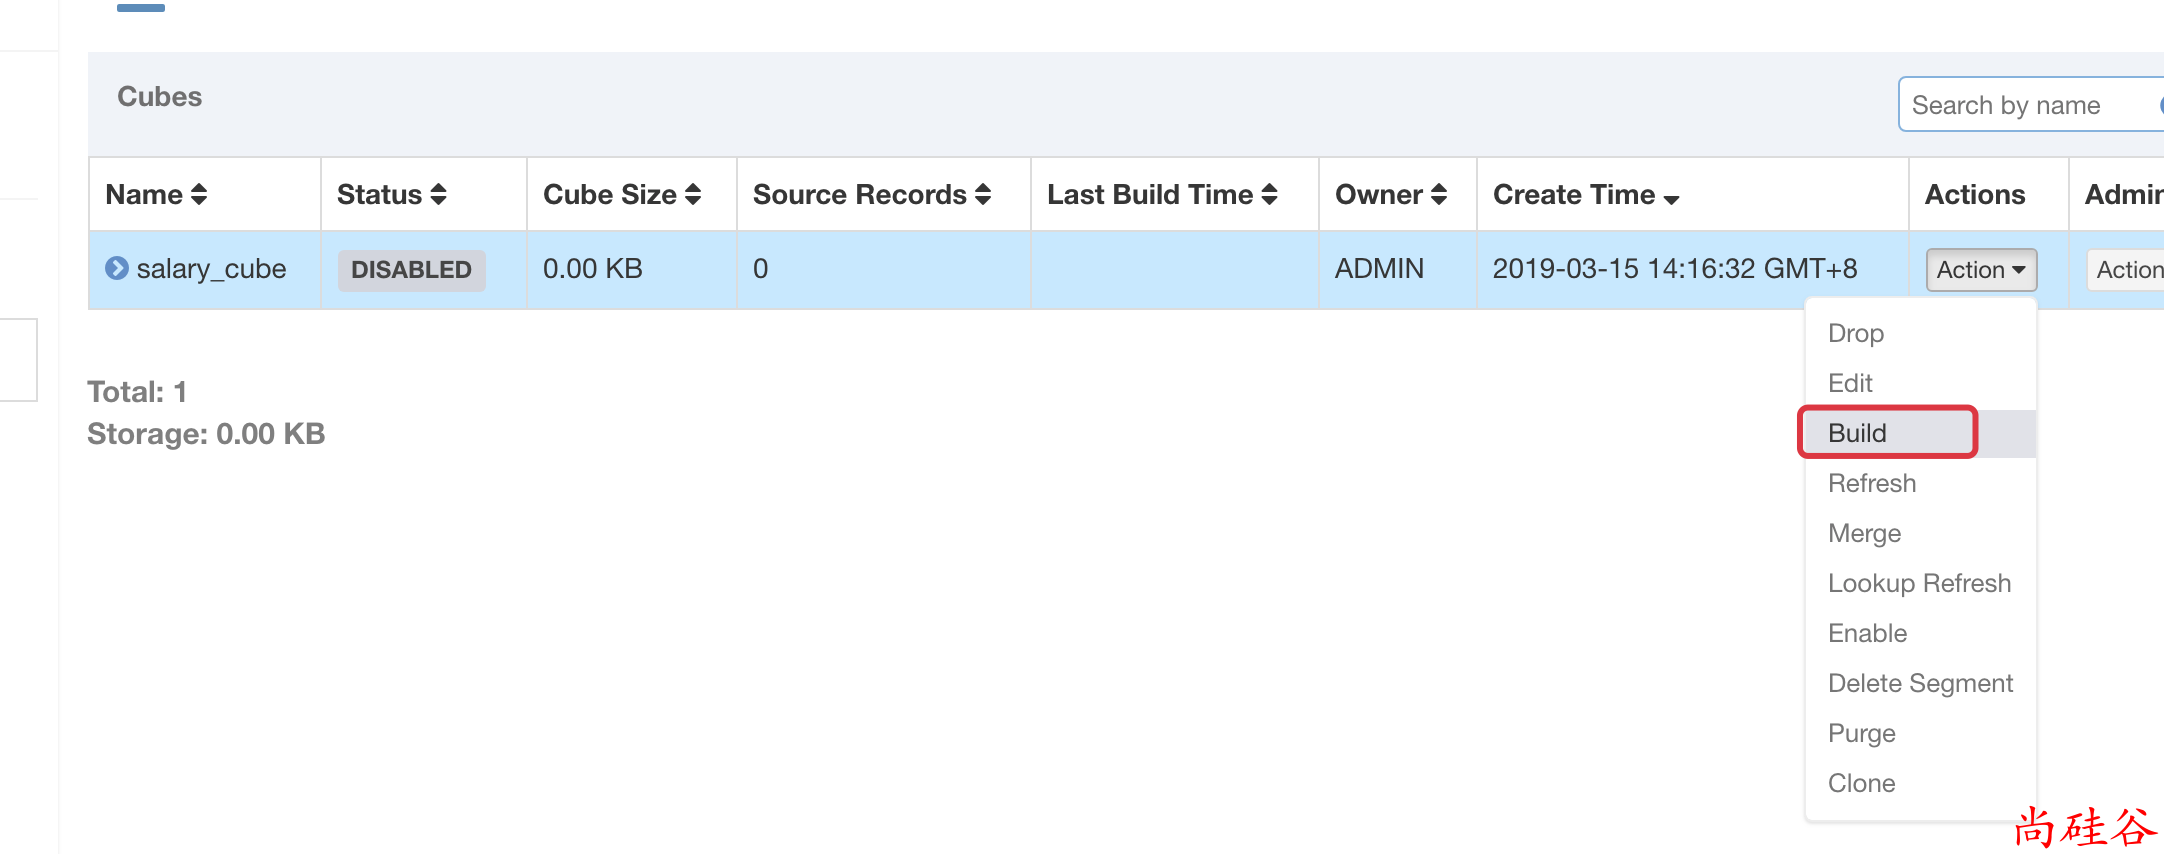 Cubes
Search by name
Name Status Cube Size Source Records Last Build Time Owner Create Time Actions Admin
salary_cube DISABLED 0.00 KB 0 ADMIN 2019-03-15 14:16:32 GMT+8 Action Action
Drop
Edit
Build
Refresh
Merge
Lookup Refresh
Enable
Delete Segment
Purge
Clone
Total: 1
Storage: 0.00 KB
尚硅谷